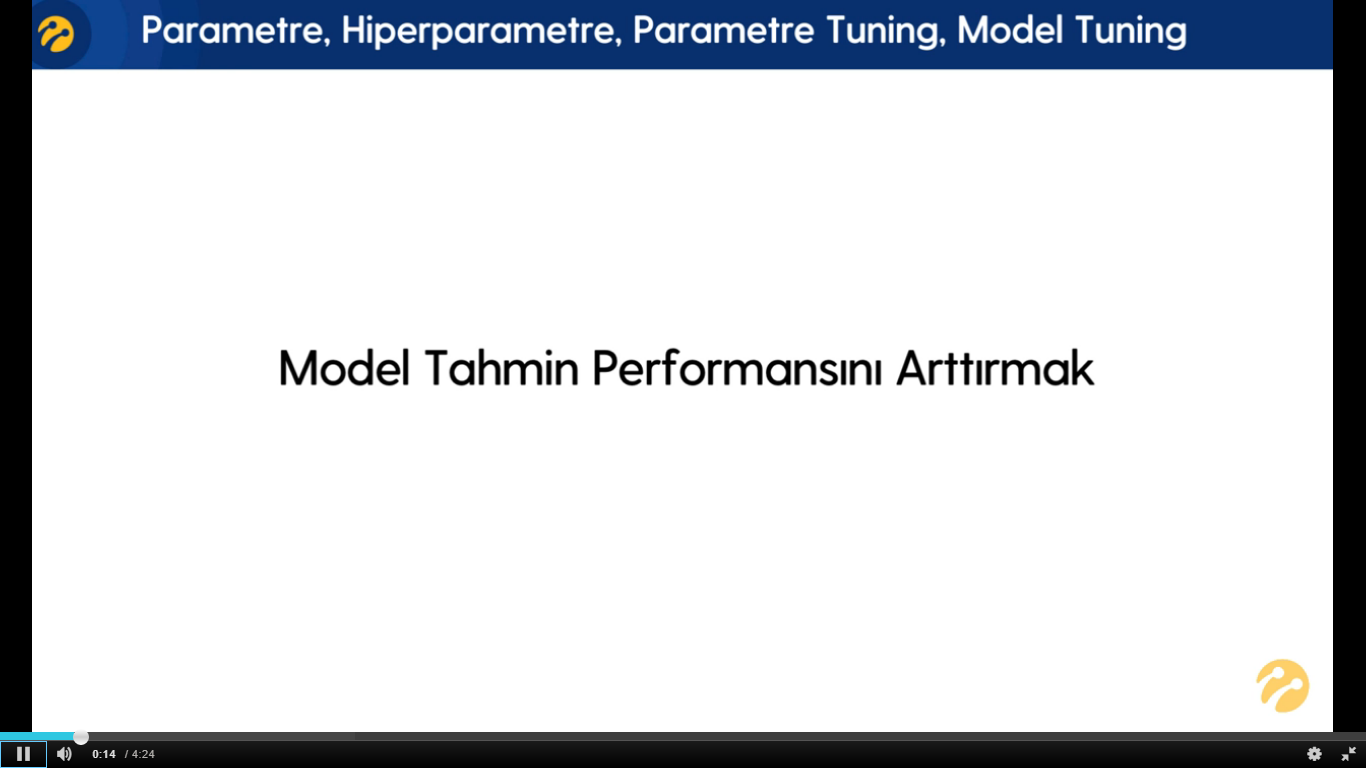 Parametre, Hiperparametre, Parametre Tuning, Model Tuning
Model Tahmin Performansını Arttırmak
0:14 / 4:24